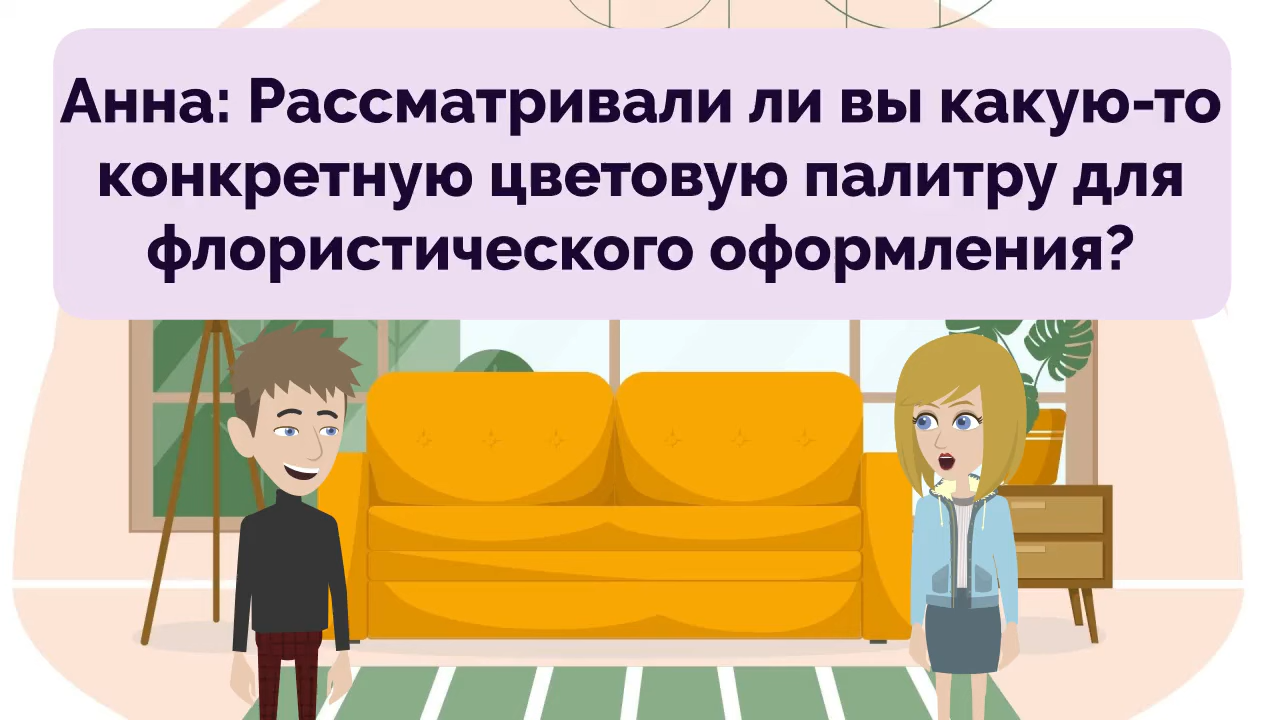 Анна: Рассматривали ли вы какую-то
конкретную цветовую палитру для
флористического оформления?